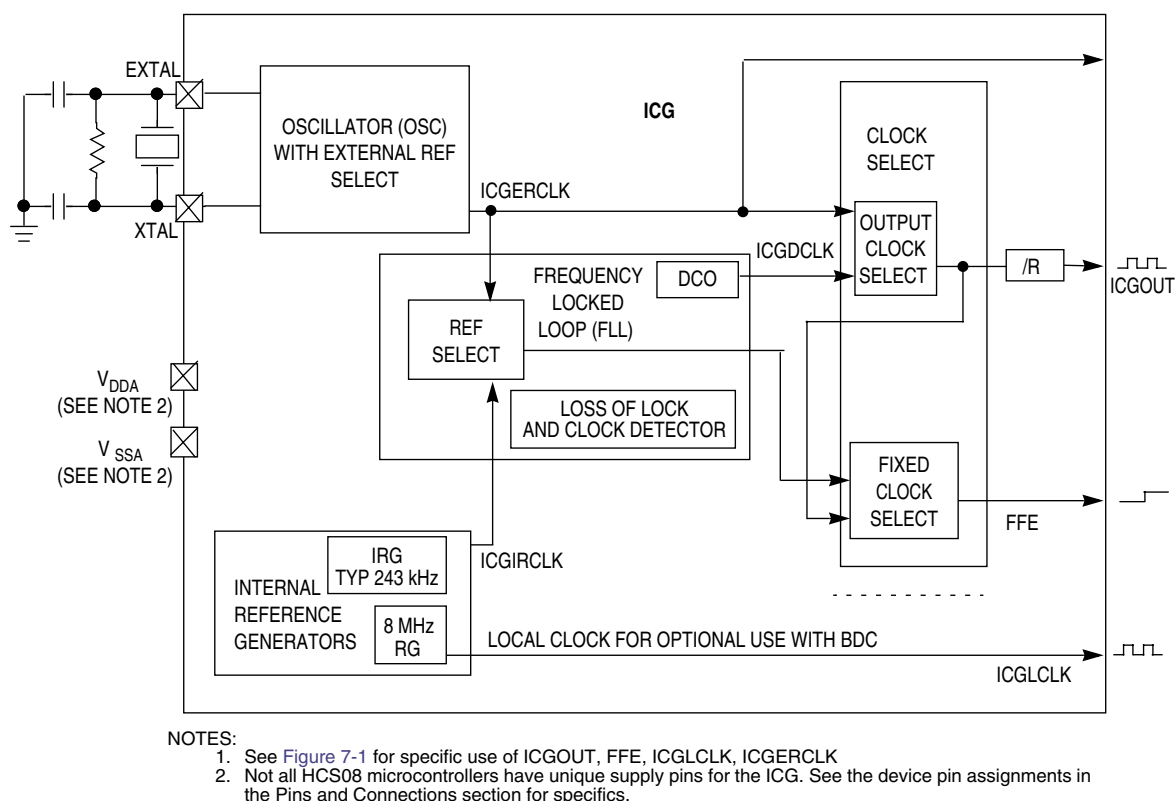 EXTAL
XTAL
OSCILLATOR (OSC)
WITH EXTERNAL REF
SELECT
ICG
ICGERCLK
CLOCK
SELECT
OUTPUT
CLOCK
SELECT
ICGDCLK
/R
ICGOUT
FREQUENCY
LOCKED
LOOP (FLL)
DCO
REF
SELECT
LOSS OF LOCK
AND CLOCK DETECTOR
VDDA
(SEE NOTE 2)
VSSA
(SEE NOTE 2)
FIXED
CLOCK
SELECT
FFE
ICGIRCLK
IRG
TYP 243 kHz
INTERNAL
REFERENCE
GENERATORS
8 MHz
RG
LOCAL CLOCK FOR OPTIONAL USE WITH BDC
ICGLCLK
NOTES:
1. See Figure 7-1 for specific use of ICGOUT, FFE, ICGLCLK, ICGERCLK
2. Not all HCS08 microcontrollers have unique supply pins for the ICG. See the device pin assignments in
the Pins and Connections section for specifics.